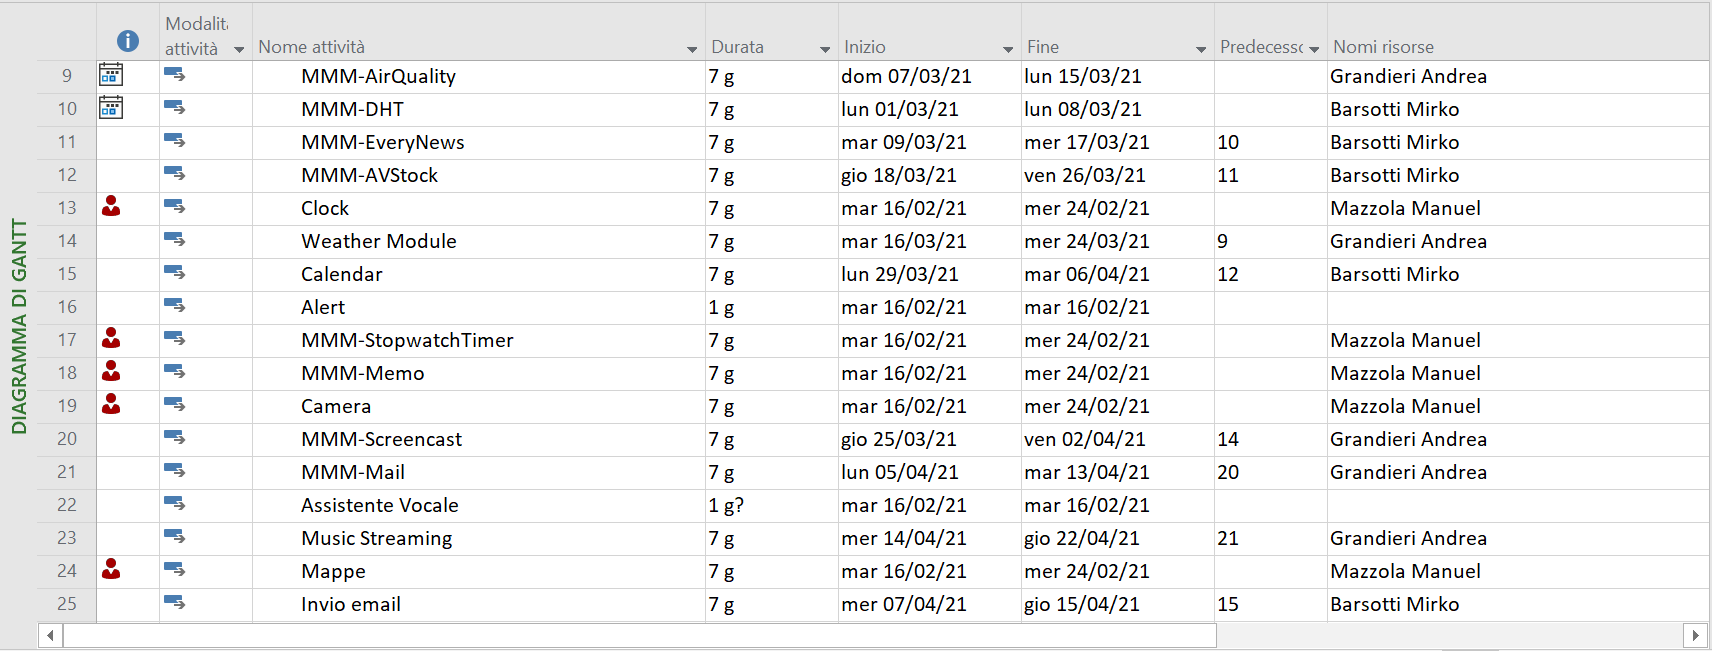 DIAGRAMMA DI GANTT
Modalità attività Nome attività Durata Inizio Fine Predecesso Nomi risorse
9 MMM-AirQuality 7 g dom 07/03/21 lun 15/03/21 Grandieri Andrea
10 MMM-DHT 7 g lun 01/03/21 lun 08/03/21 Barsotti Mirko
11 MMM-EveryNews 7 g mar 09/03/21 mer 17/03/21 10 Barsotti Mirko
12 MMM-AVStock 7 g gio 18/03/21 ven 26/03/21 11 Barsotti Mirko
13 Clock 7 g mar 16/02/21 mer 24/02/21 Mazzola Manuel
14 Weather Module 7 g mar 16/03/21 mer 24/03/21 9 Grandieri Andrea
15 Calendar 7 g lun 29/03/21 mar 06/04/21 12 Barsotti Mirko
16 Alert 1 g mar 16/02/21 mar 16/02/21
17 MMM-StopwatchTimer 7 g mar 16/02/21 mer 24/02/21 Mazzola Manuel
18 MMM-Memo 7 g mar 16/02/21 mer 24/02/21 Mazzola Manuel
19 Camera 7 g mar 16/02/21 mer 24/02/21 Mazzola Manuel
20 MMM-Screencast 7 g gio 25/03/21 ven 02/04/21 14 Grandieri Andrea
21 MMM-Mail 7 g lun 05/04/21 mar 13/04/21 20 Grandieri Andrea
22 Assistente Vocale 1 g? mar 16/02/21 mar 16/02/21
23 Music Streaming 7 g mer 14/04/21 gio 22/04/21 21 Grandieri Andrea
24 Mappe 7 g mar 16/02/21 mer 24/02/21 Mazzola Manuel
25 Invio email 7 g mer 07/04/21 gio 15/04/21 15 Barsotti Mirko